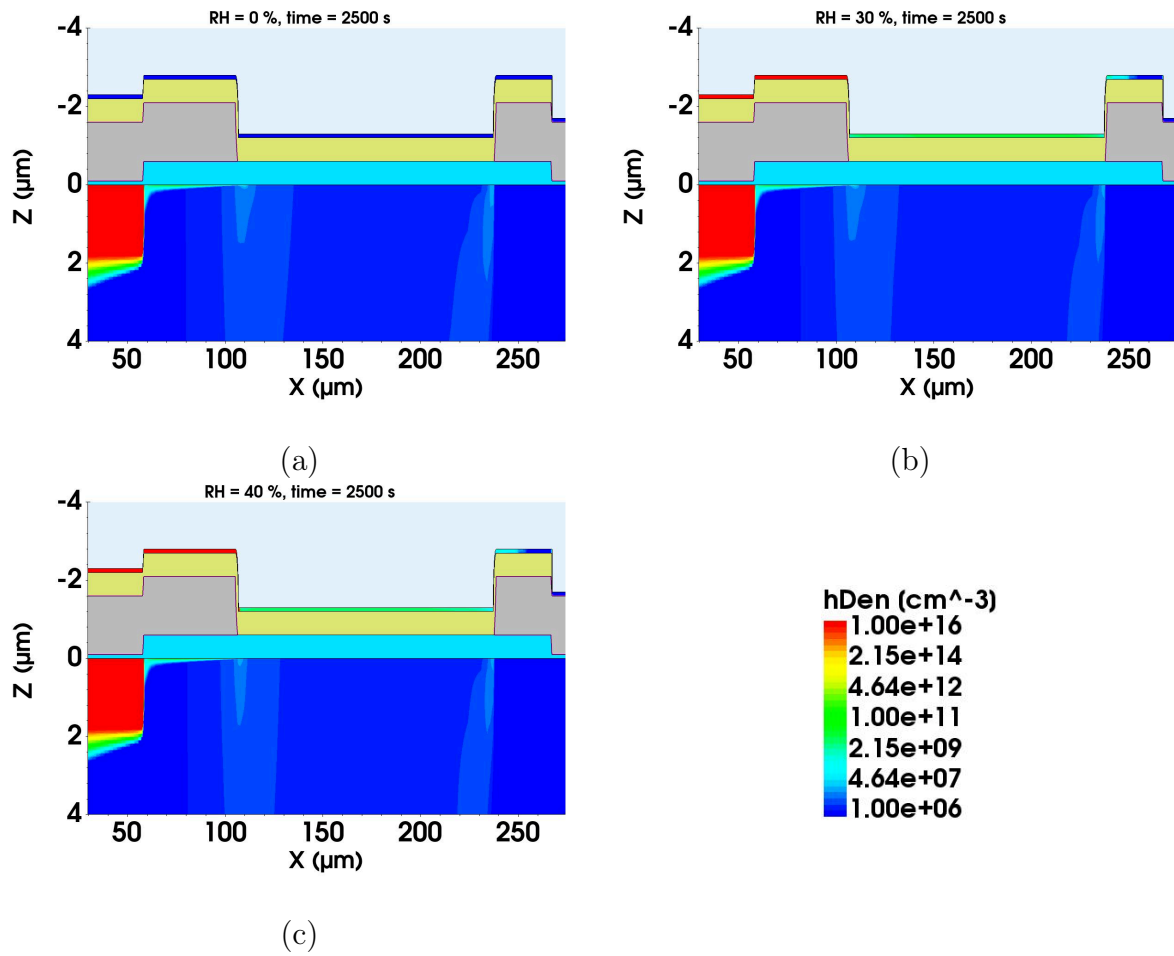 RH = 0 %, time = 2500 s
-4
-2
0
2
4
Z (µm)
50 100 150 200 250
X (µm)
(a)
RH = 30 %, time = 2500 s
-4
-2
0
2
4
Z (µm)
50 100 150 200 250
X (µm)
(b)
RH = 40 %, time = 2500 s
-4
-2
0
2
4
Z (µm)
50 100 150 200 250
X (µm)
(c)
hDen (cm^-3)
1.00e+16
2.15e+14
4.64e+12
1.00e+11
2.15e+09
4.64e+07
1.00e+06